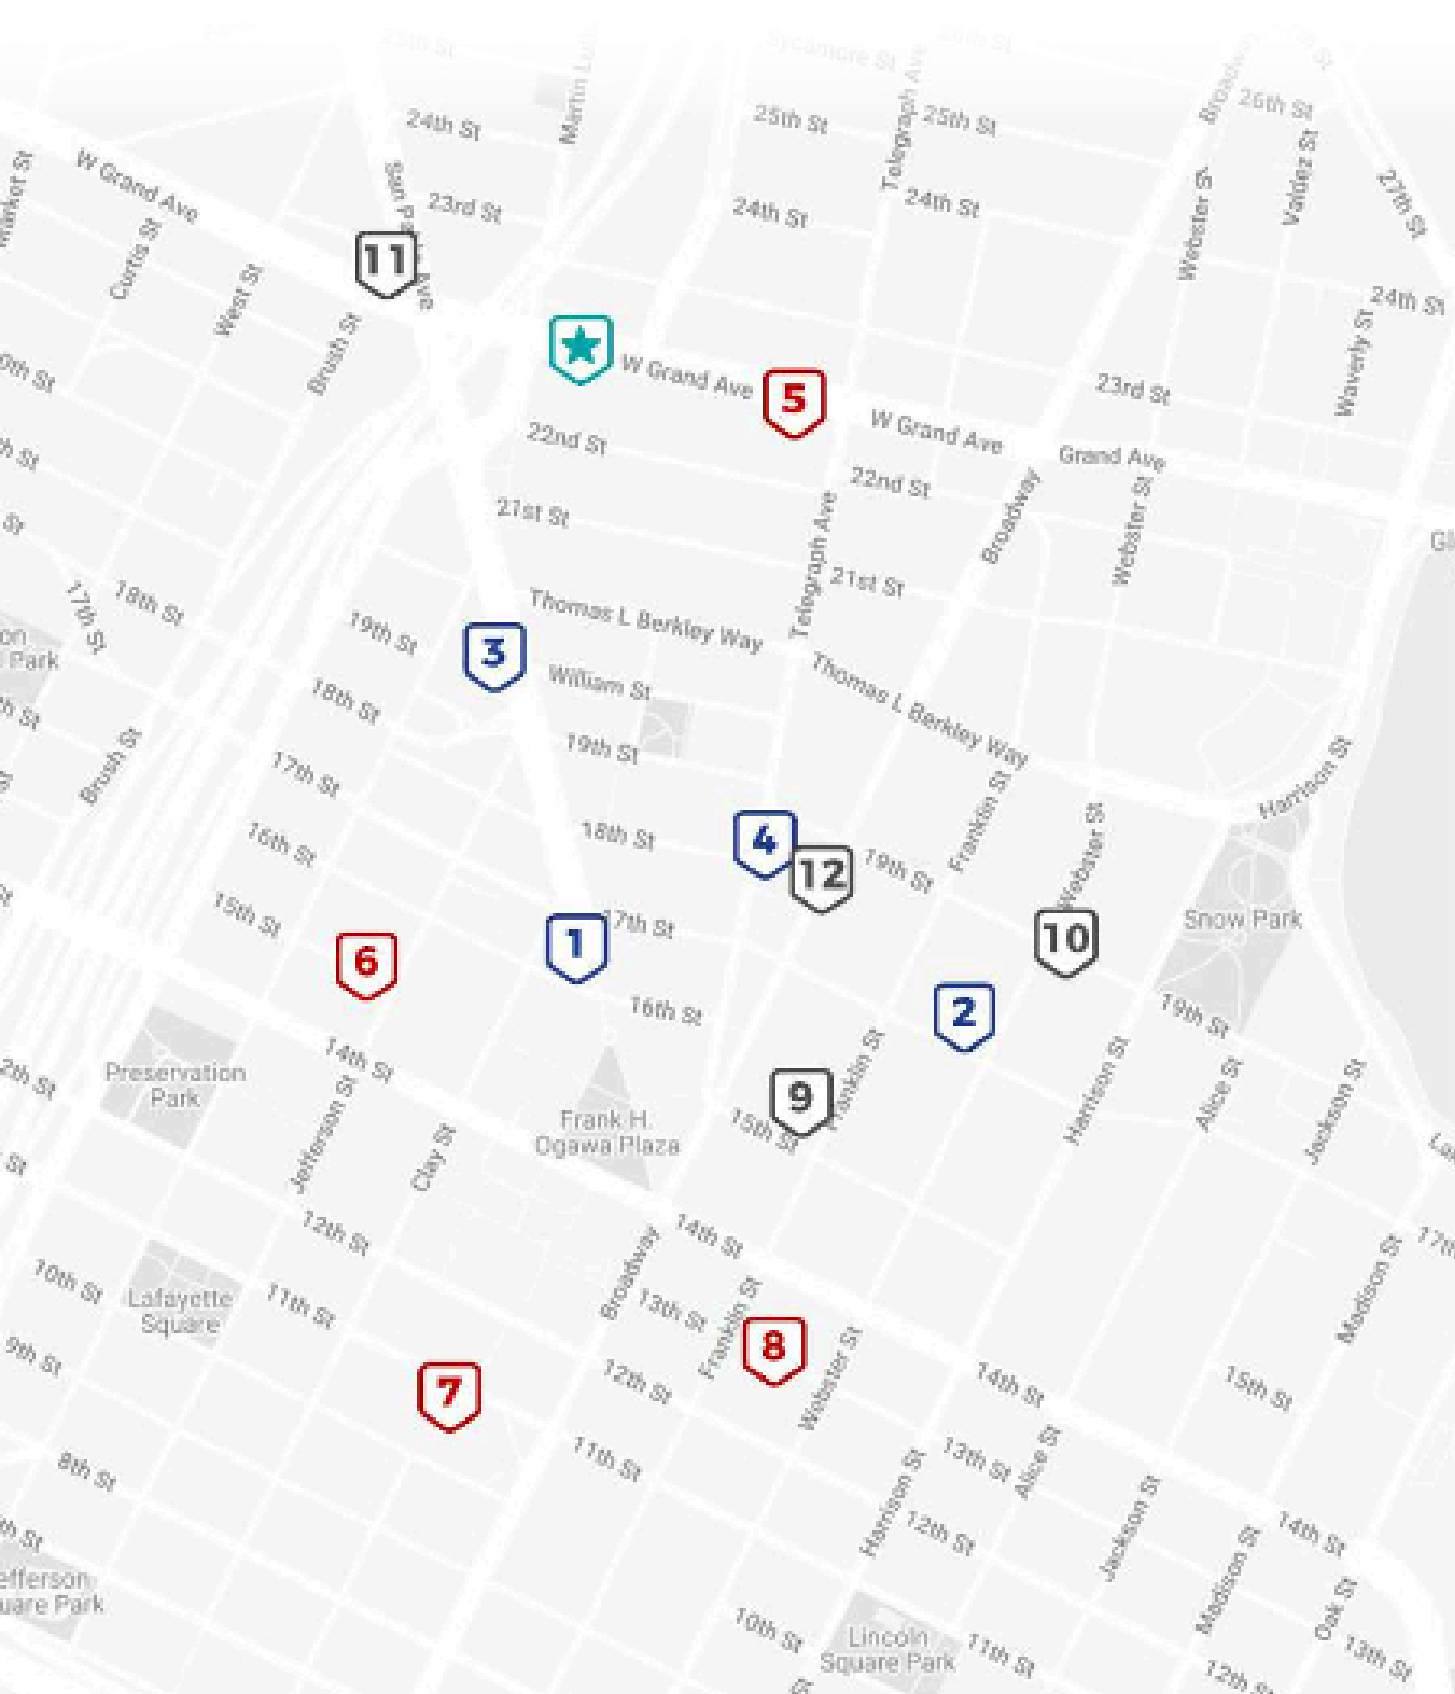 25th St
Sycamore St
24th St
25th St
25th St
26th St
Telegraph Ave
W Grand Ave
23rd St
24th St
24th St
Webster St
Valdez St
27th St
Curtis St
West St
11
Brush St
24th St
Waverly St
W Grand Ave
5
23rd St
W Grand Ave
Grand Ave
22nd St
22nd St
21st St
21st St
Telegraph Ave
Broadway
Webster St
17th St
18th St
19th St
Thomas L Berkley Way
3
William St
Thomas L Berkley Way
Park
18th St
19th St
Harrison St
Brush St
17th St
16th St
18th St
4
12
19th St
Franklin St
Webster St
15th St
17th St
Snow Park
6
1
10
16th St
2
19th St
14th St
Preservation
Park
Frank H.
Ogawa Plaza
9
15th St
Harrison St
Alice St
Jackson St
Jefferson St
Clay St
12th St
14th St
Broadway
Madison St
10th St
Lafayette
Square
11th St
13th St
Franklin St
8
Webster St
9th St
7
12th St
14th St
15th St
8th St
11th St
13th St
Alice St
Harrison St
12th St
Jackson St
14th St
Madison St
Oak St
10th St
Lincoln
Square Park
11th St
12th St
13th St